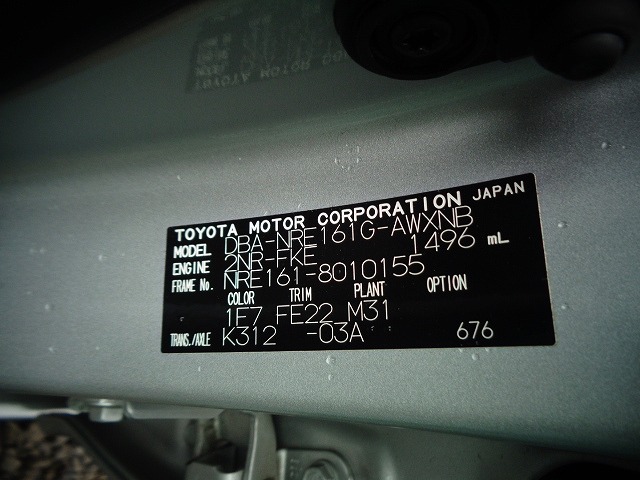 TOYOTA MOTOR CORPORATION JAPAN
MODEL DBA-NRE161G-AWXNB
ENGINE 2NR-FKE 1496 mL
FRAME No. NRE161-8010155
COLOR TRIM PLANT OPTION
1F7 FE22 M31
TRANS./AXLE K312 -03A 676